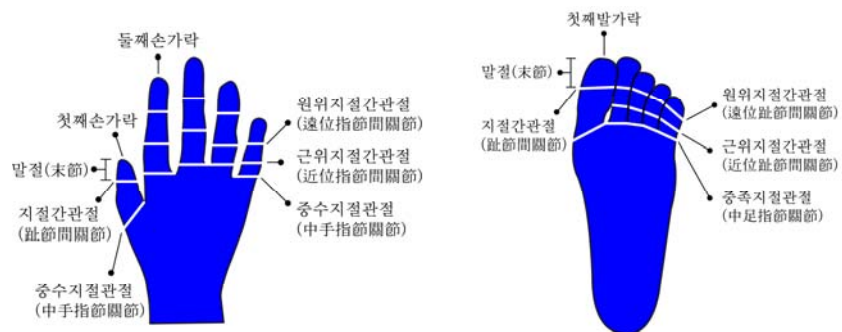 둘째손가락
첫째손가락
말절(末節)
지절간관절
(趾節間關節)
중수지절관절
(中手指節關節)
원위지절간관절
(遠位指節間關節)
근위지절간관절
(近位指節間關節)
중수지절관절
(中手指節關節)
첫째발가락
말절(末節)
지절간관절
(趾節間關節)
원위지절간관절
(遠位趾節間關節)
근위지절간관절
(近位趾節間關節)
중족지절관절
(中足指節關節)